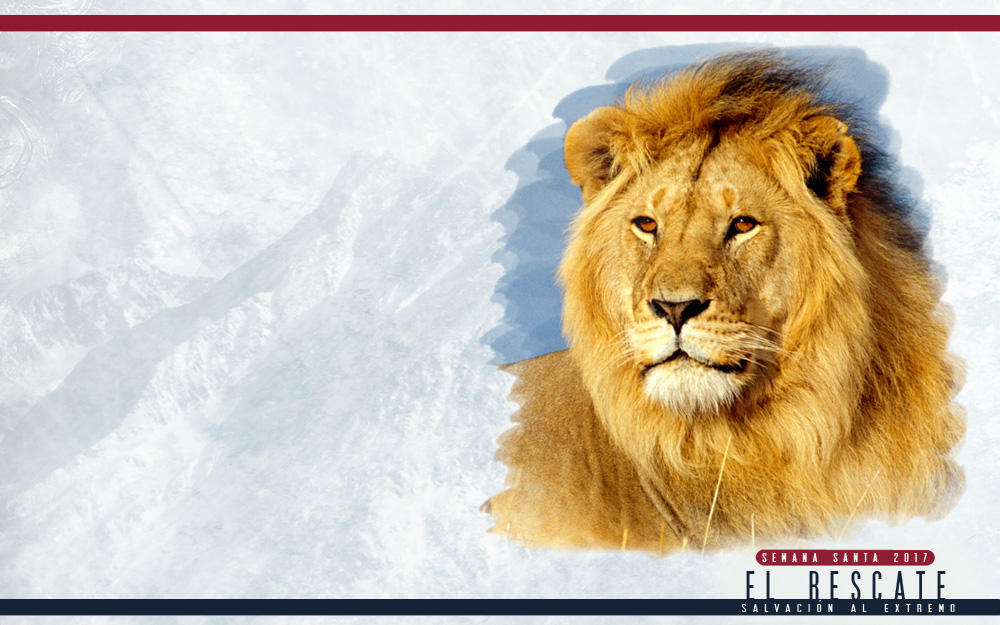 SEMANA SANTA 2017
EL RESCATE
SALVACIÓN AL EXTREMO